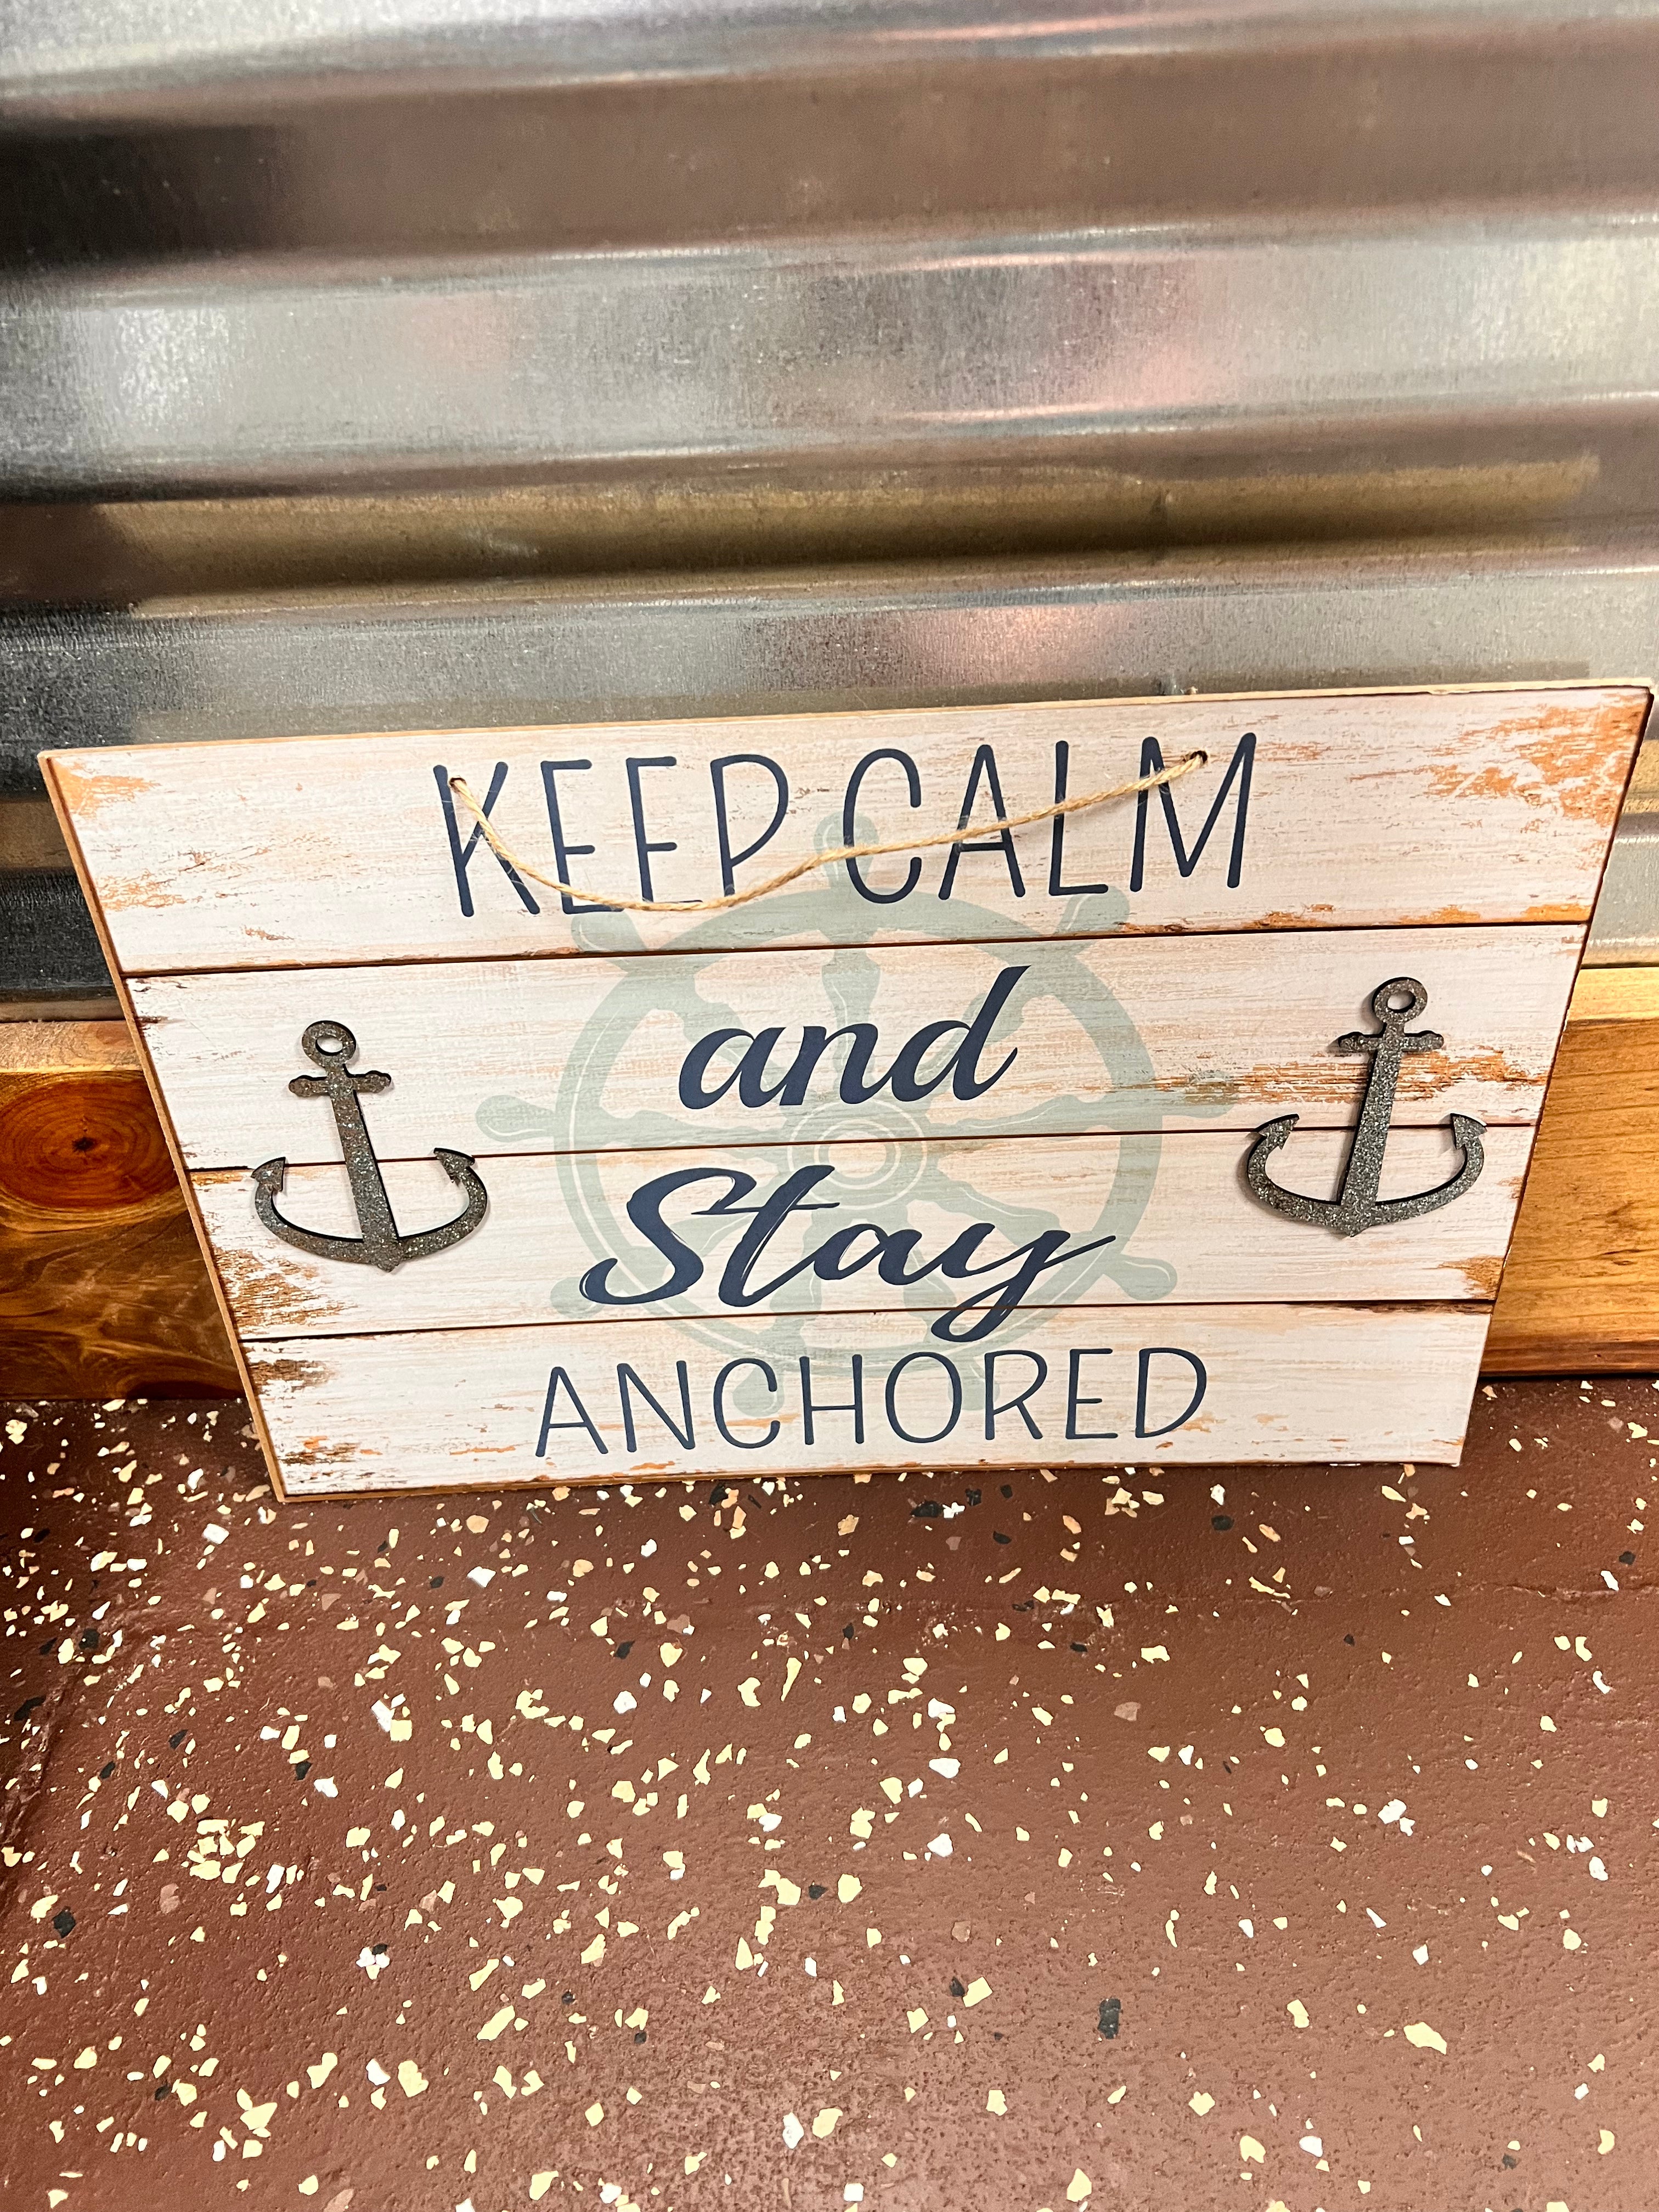 KEEP CALM
and
Stay
ANCHORED